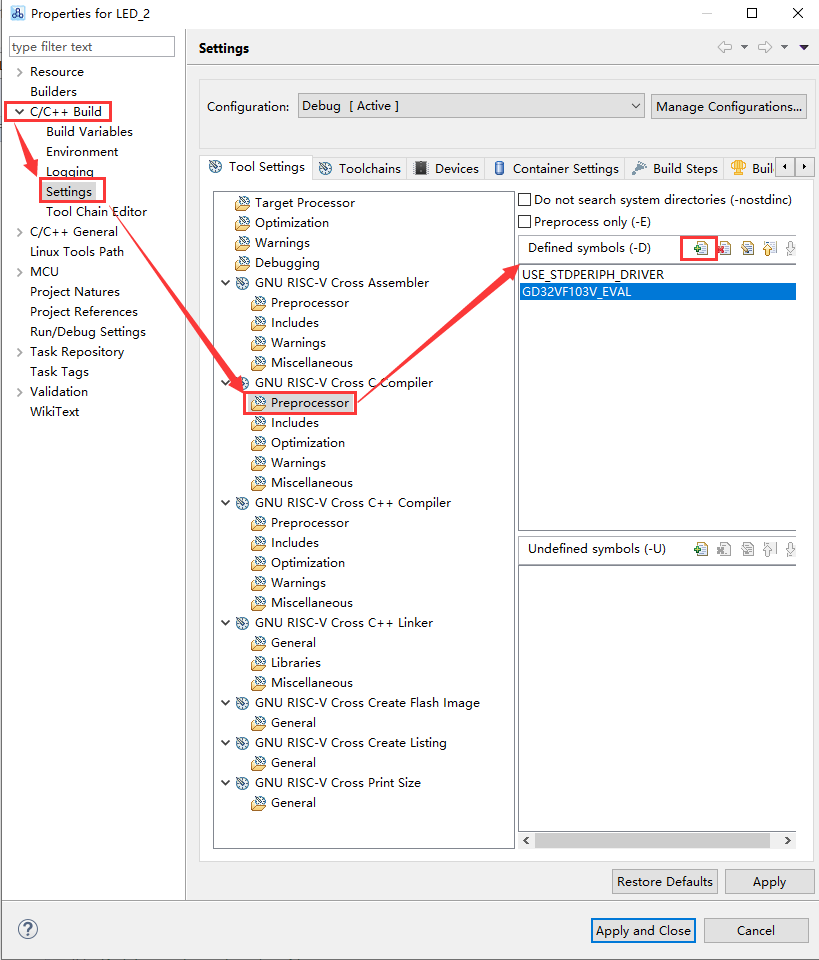 Properties for LED_2
type filter text
Resource
Builders
C/C++ Build
Build Variables
Environment
Logging
Settings
Tool Chain Editor
C/C++ General
Linux Tools Path
MCU
Project Natures
Project References
Run/Debug Settings
Task Repository
Task Tags
Validation
WikiText
Settings
Configuration:
Debug [ Active ]
Manage Configurations...
Tool Settings
Toolchains
Devices
Container Settings
Build Steps
Buil
Target Processor
Optimization
Warnings
Debugging
GNU RISC-V Cross Assembler
Preprocessor
Includes
Warnings
Miscellaneous
GNU RISC-V Cross C Compiler
Preprocessor
Includes
Optimization
Warnings
Miscellaneous
GNU RISC-V Cross C++ Compiler
Preprocessor
Includes
Optimization
Warnings
Miscellaneous
GNU RISC-V Cross C++ Linker
General
Libraries
Miscellaneous
GNU RISC-V Cross Create Flash Image
General
GNU RISC-V Cross Create Listing
General
GNU RISC-V Cross Print Size
General
Do not search system directories (-nostdinc)
Preprocess only (-E)
Defined symbols (-D)
USE_STDPERIPH_DRIVER
GD32VF103V_EVAL
Undefined symbols (-U)
Restore Defaults
Apply
?
Apply and Close
Cancel